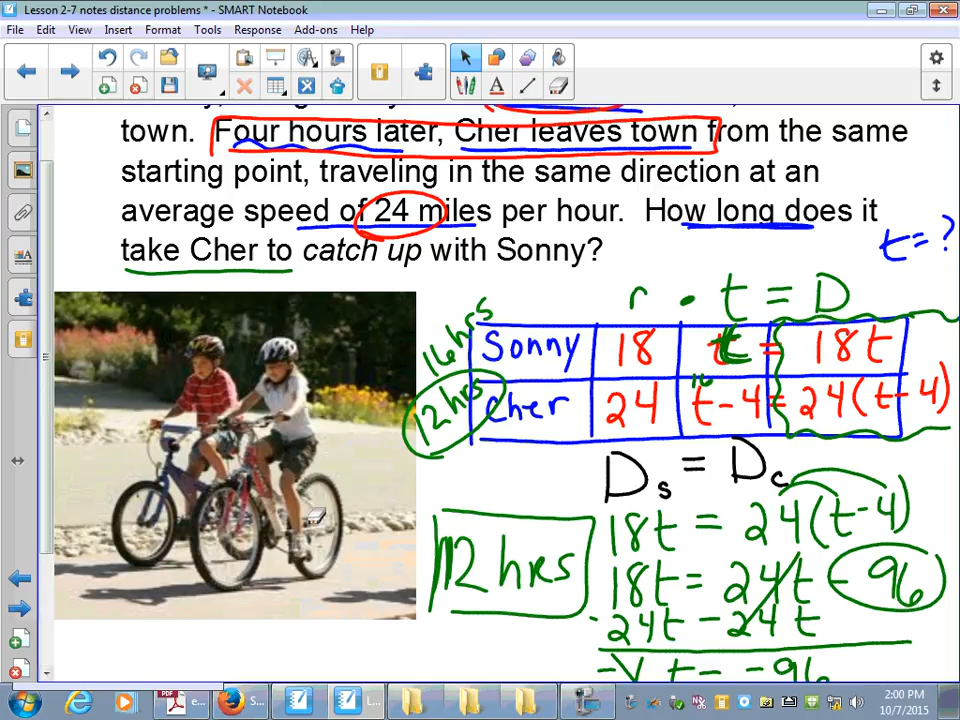 Lesson 2-7 notes distance problems * - SMART Notebook
File Edit View Insert Format Tools Response Add-ons Help
town. Four hours later, Cher leaves town from the same
starting point, traveling in the same direction at an
average speed of 24 miles per hour. How long does it
take Cher to catch up with Sonny?
t = ?
r • t = D
16 hrs
Sonny 18 t = 18t
12 hrs
16
Cher 24 t-4 = 24(t-4)
Ds = Dc
18t = 24(t-4)
12 hrs
18t = 24t - 96
-24t -24t
t = -96
2:00 PM
10/7/2015